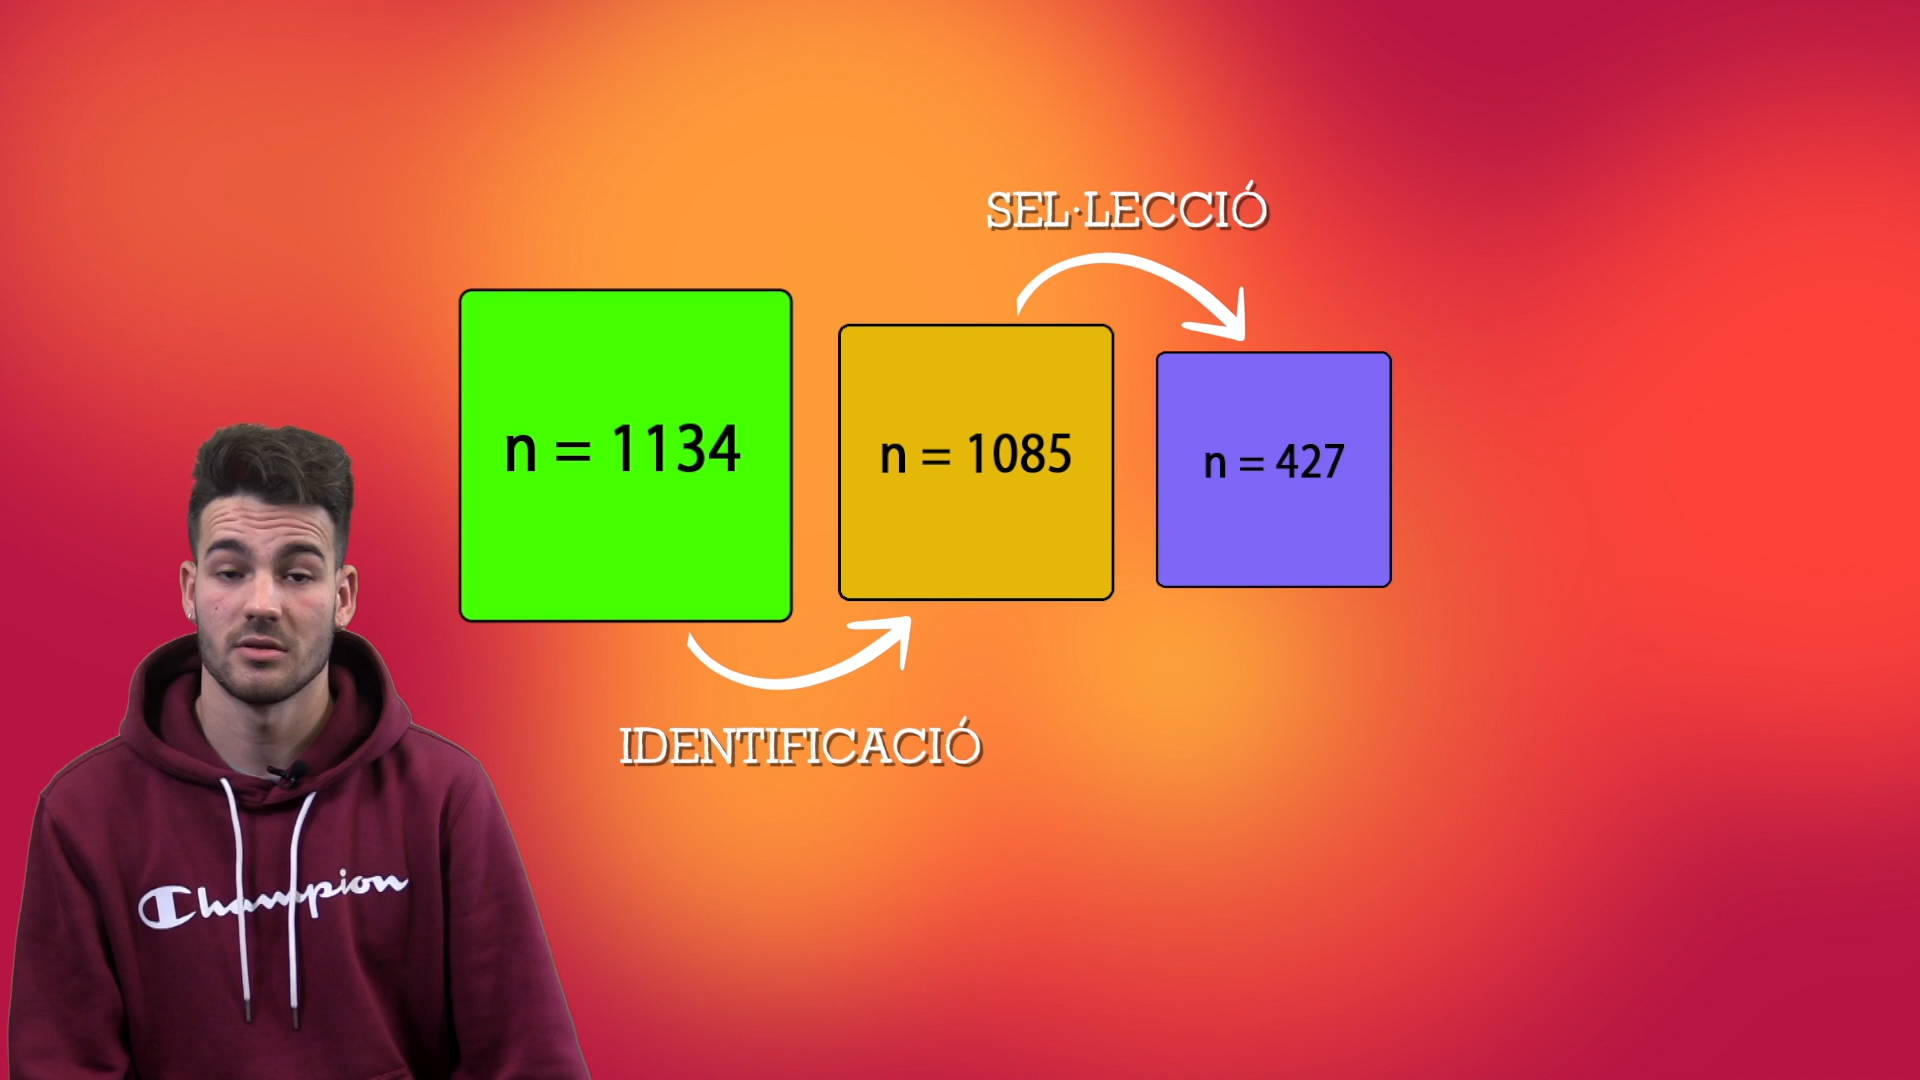 SEL·LECCIÓ
n = 1134
n = 1085
n = 427
IDENTIFICACIÓ
Champion